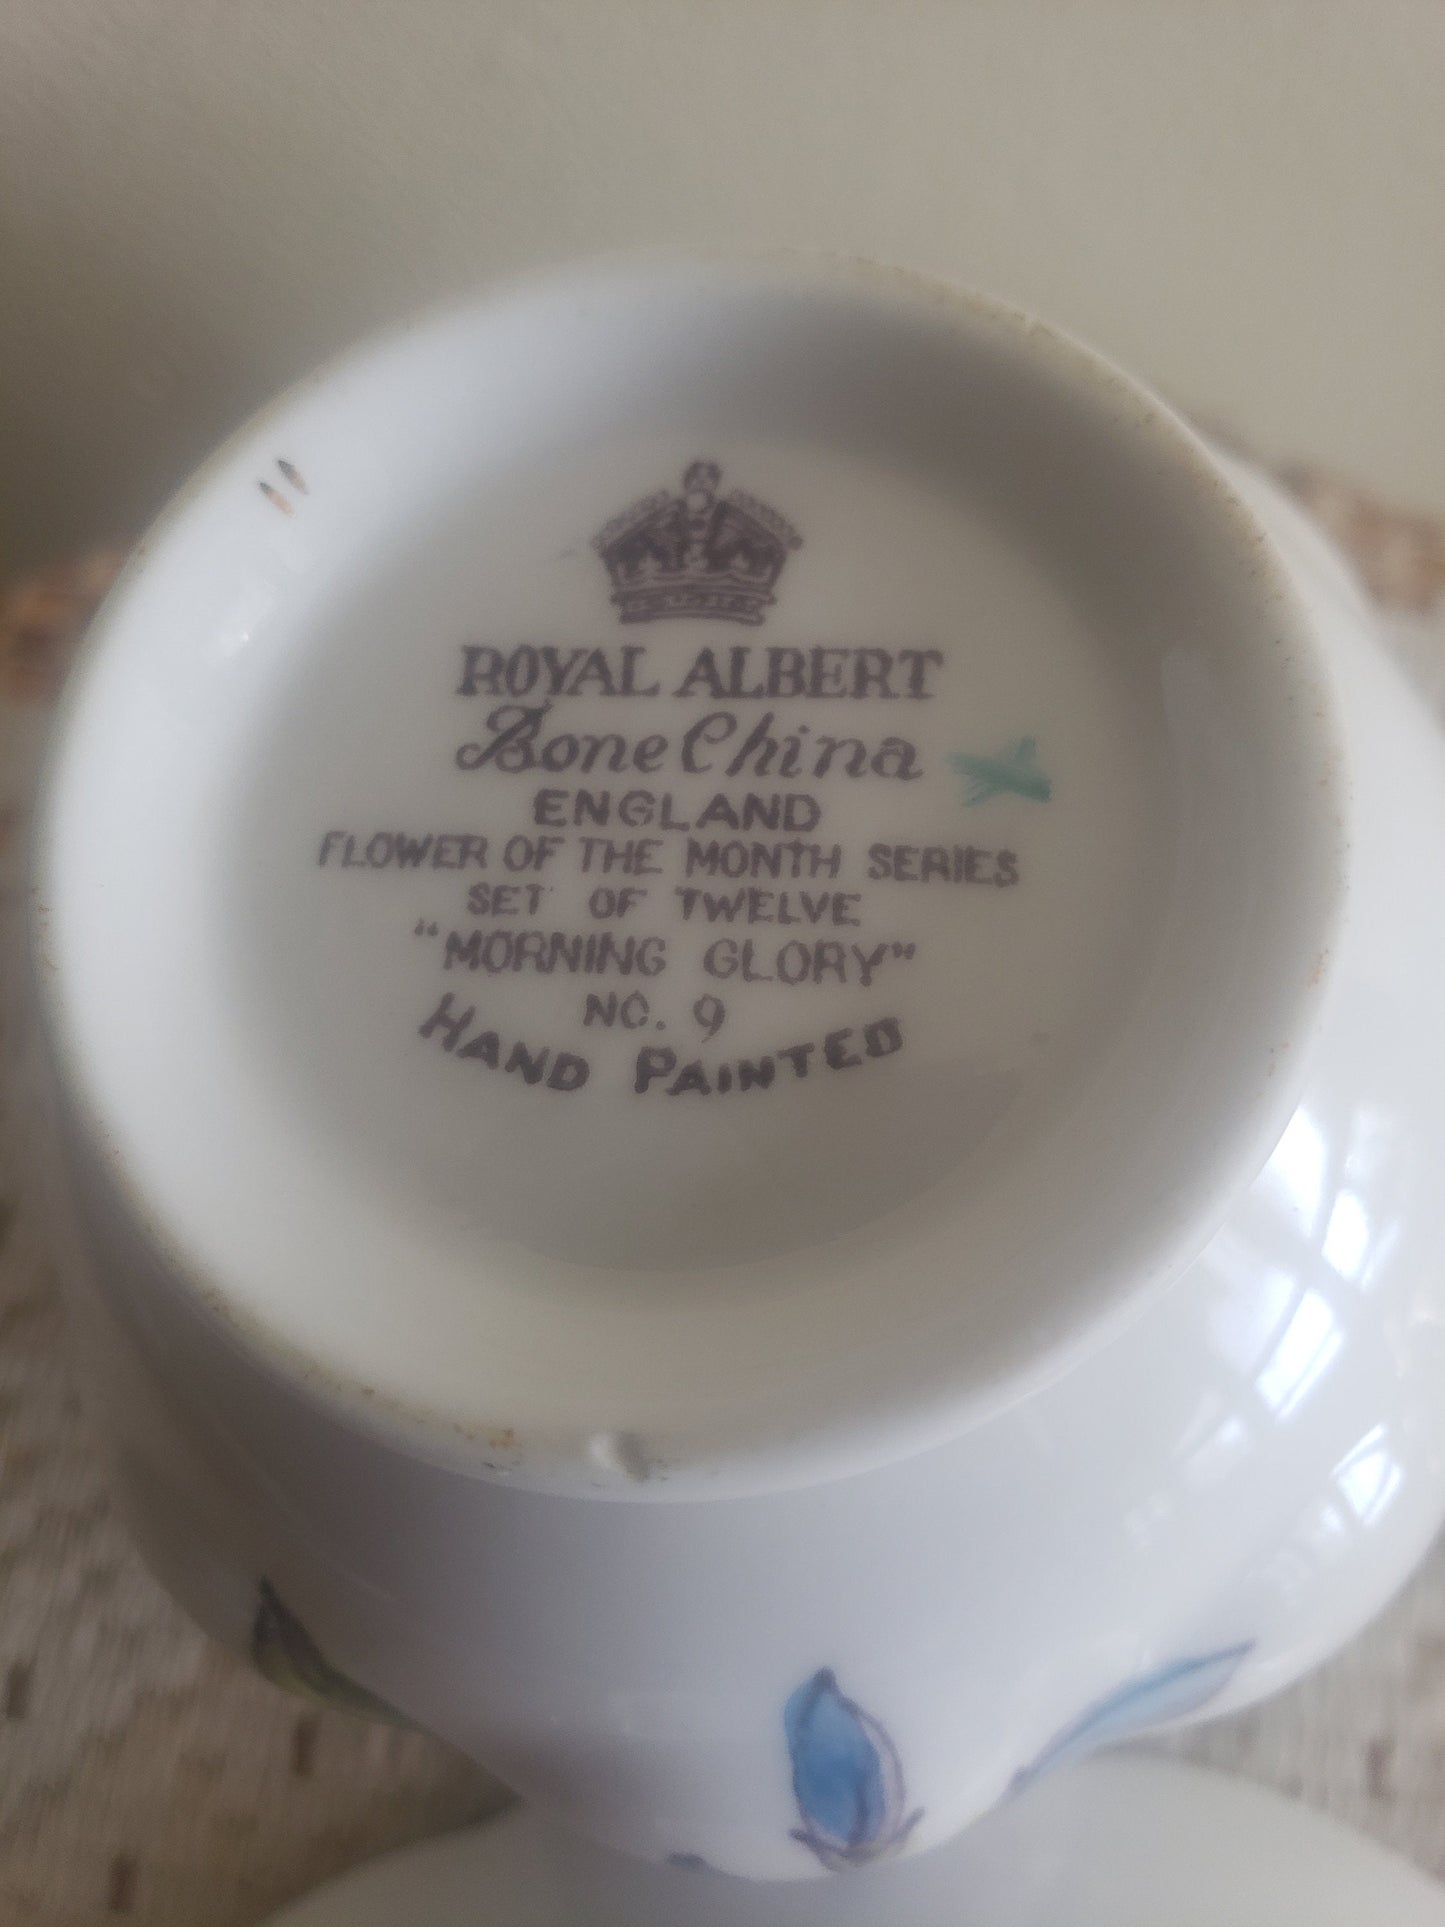 ROYAL ALBERT
Bone China
ENGLAND
FLOWER OF THE MONTH SERIES
SET OF TWELVE
"MORNING GLORY"
NO. 9
HAND PAINTED